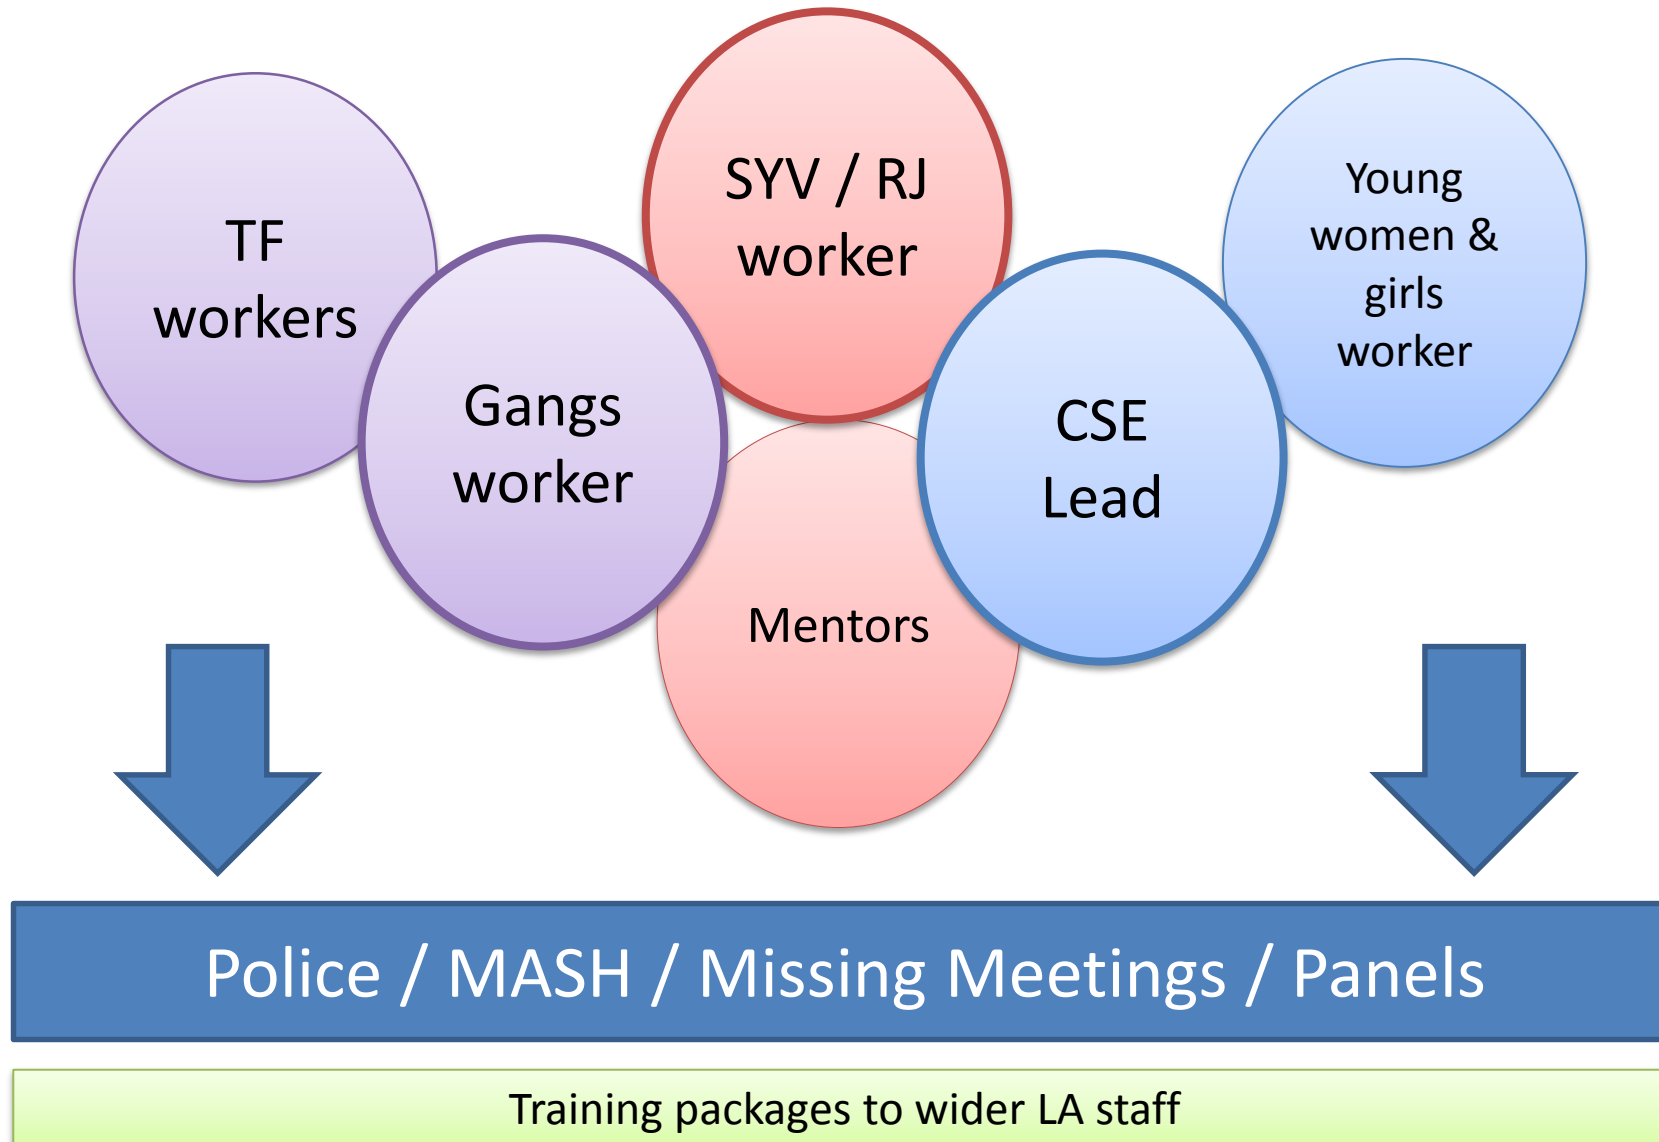 TF
workers
Gangs
worker
SYV / RJ
worker
Mentors
CSE
Lead
Young
women &
girls
worker
Police / MASH / Missing Meetings / Panels
Training packages to wider LA staff